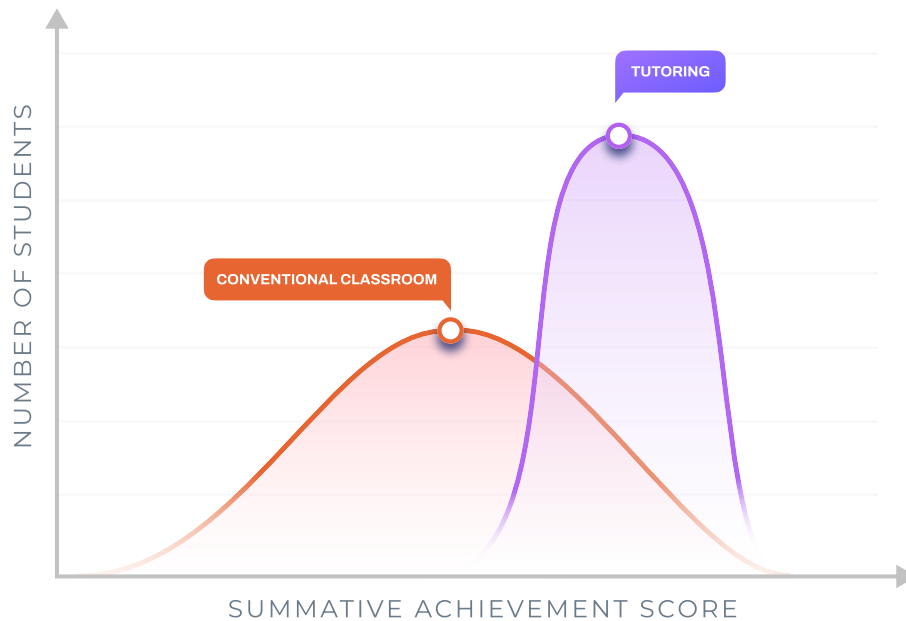 TUTORING
CONVENTIONAL CLASSROOM
NUMBER OF STUDENTS
SUMMATIVE ACHIEVEMENT SCORE